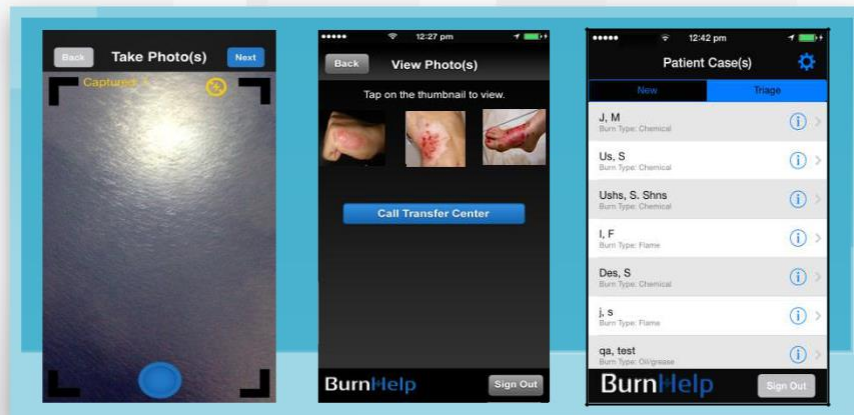 Back Take Photo(s) Next
Captured:
12:27 pm
Back View Photo(s)
Tap on the thumbnail to view.
Call Transfer Center
BurnHelp Sign Out
12:42 pm
Patient Case(s)
New Triage
J, M
Burn Type: Chemical
Us, S
Burn Type: Chemical
Ushs, S. Shns
Burn Type: Chemical
I, F
Burn Type: Flame
Des, S
Burn Type: Chemical
j, s
Burn Type: Flame
qa, test
Burn Type: Oil/grease
BurnHelp Sign Out